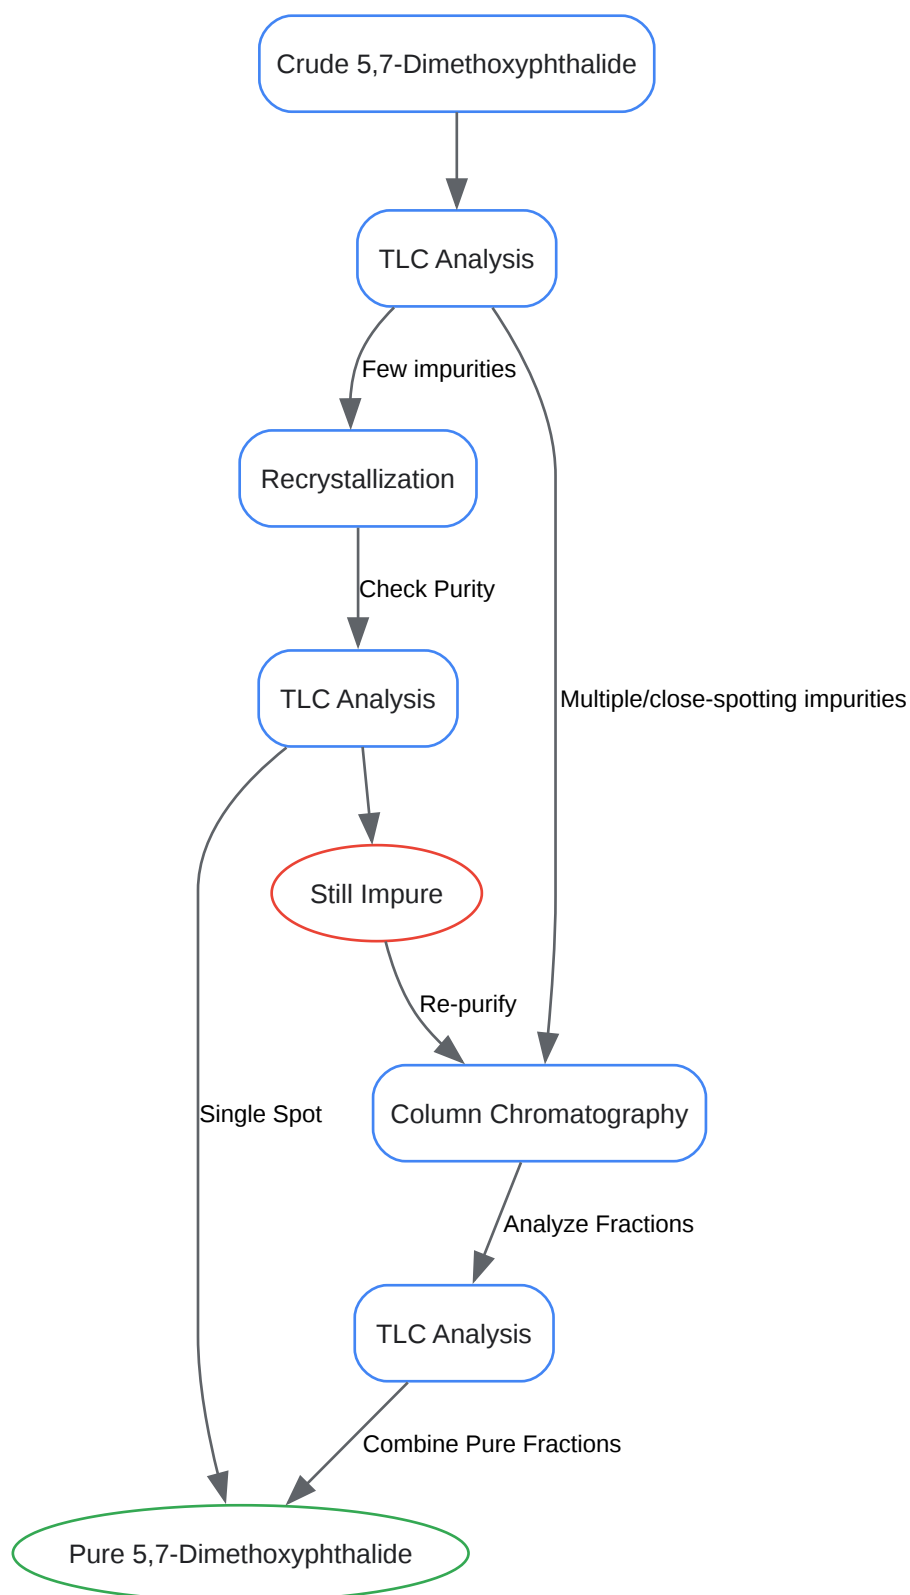 Crude 5,7-Dimethoxyphthalide
TLC Analysis
Few impurities
Recrystallization
Check Purity
TLC Analysis
Multiple/close-spotting impurities
Still Impure
Re-purify
Single Spot
Column Chromatography
Analyze Fractions
TLC Analysis
Combine Pure Fractions
Pure 5,7-Dimethoxyphthalide